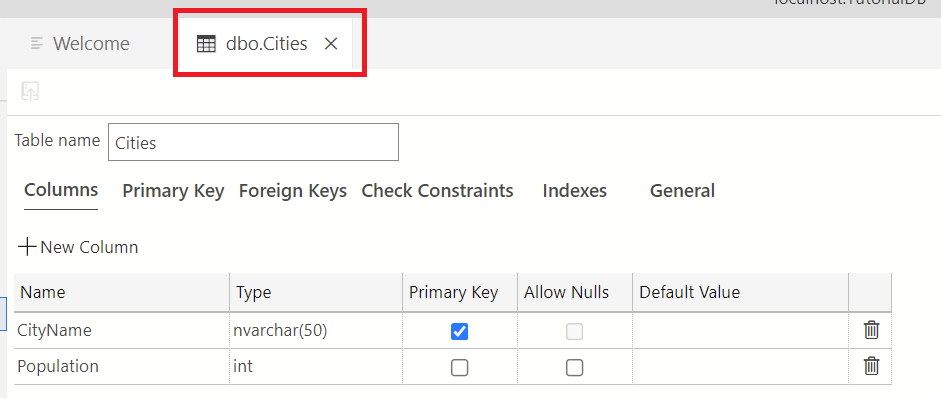 localhost.TutorialDb
Welcome
dbo.Cities
Table name Cities
Columns Primary Key Foreign Keys Check Constraints Indexes General
New Column
Name Type Primary Key Allow Nulls Default Value
CityName nvarchar(50)
Population int